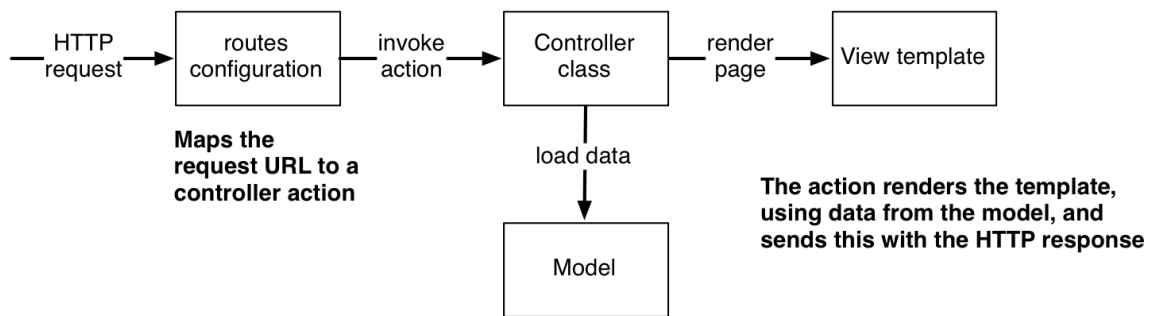 HTTP
request
routes
configuration
invoke
action
Controller
class
render
page
View template
Maps the
request URL to a
controller action
load data
The action renders the template,
using data from the model, and
sends this with the HTTP response
Model